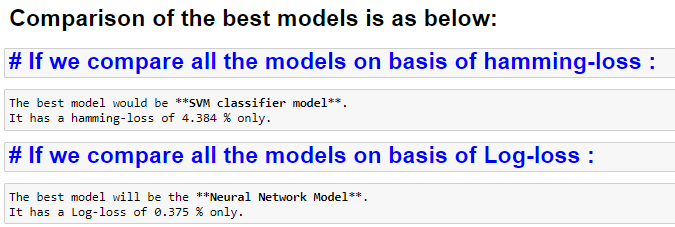 Comparison of the best models is as below:
# If we compare all the models on basis of hamming-loss :
The best model would be **SVM classifier model**.
It has a hamming-loss of 4.384 % only.
# If we compare all the models on basis of Log-loss :
The best model will be the **Neural Network Model**.
It has a Log-loss of 0.375 % only.